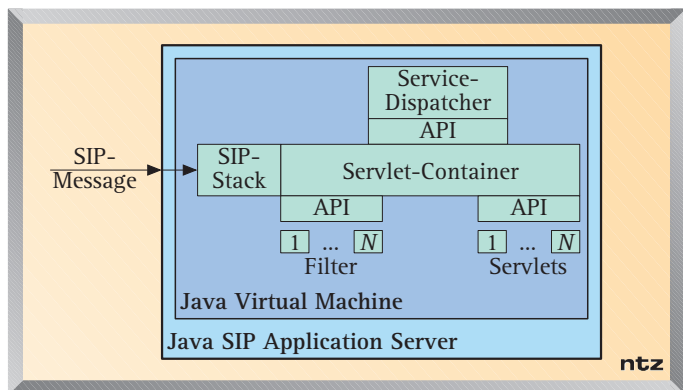 Service-
Dispatcher
API
SIP-
Message
SIP-
Stack
Servlet-Container
API
API
1 ... N
1 ... N
Filter
Servlets
Java Virtual Machine
Java SIP Application Server
ntz